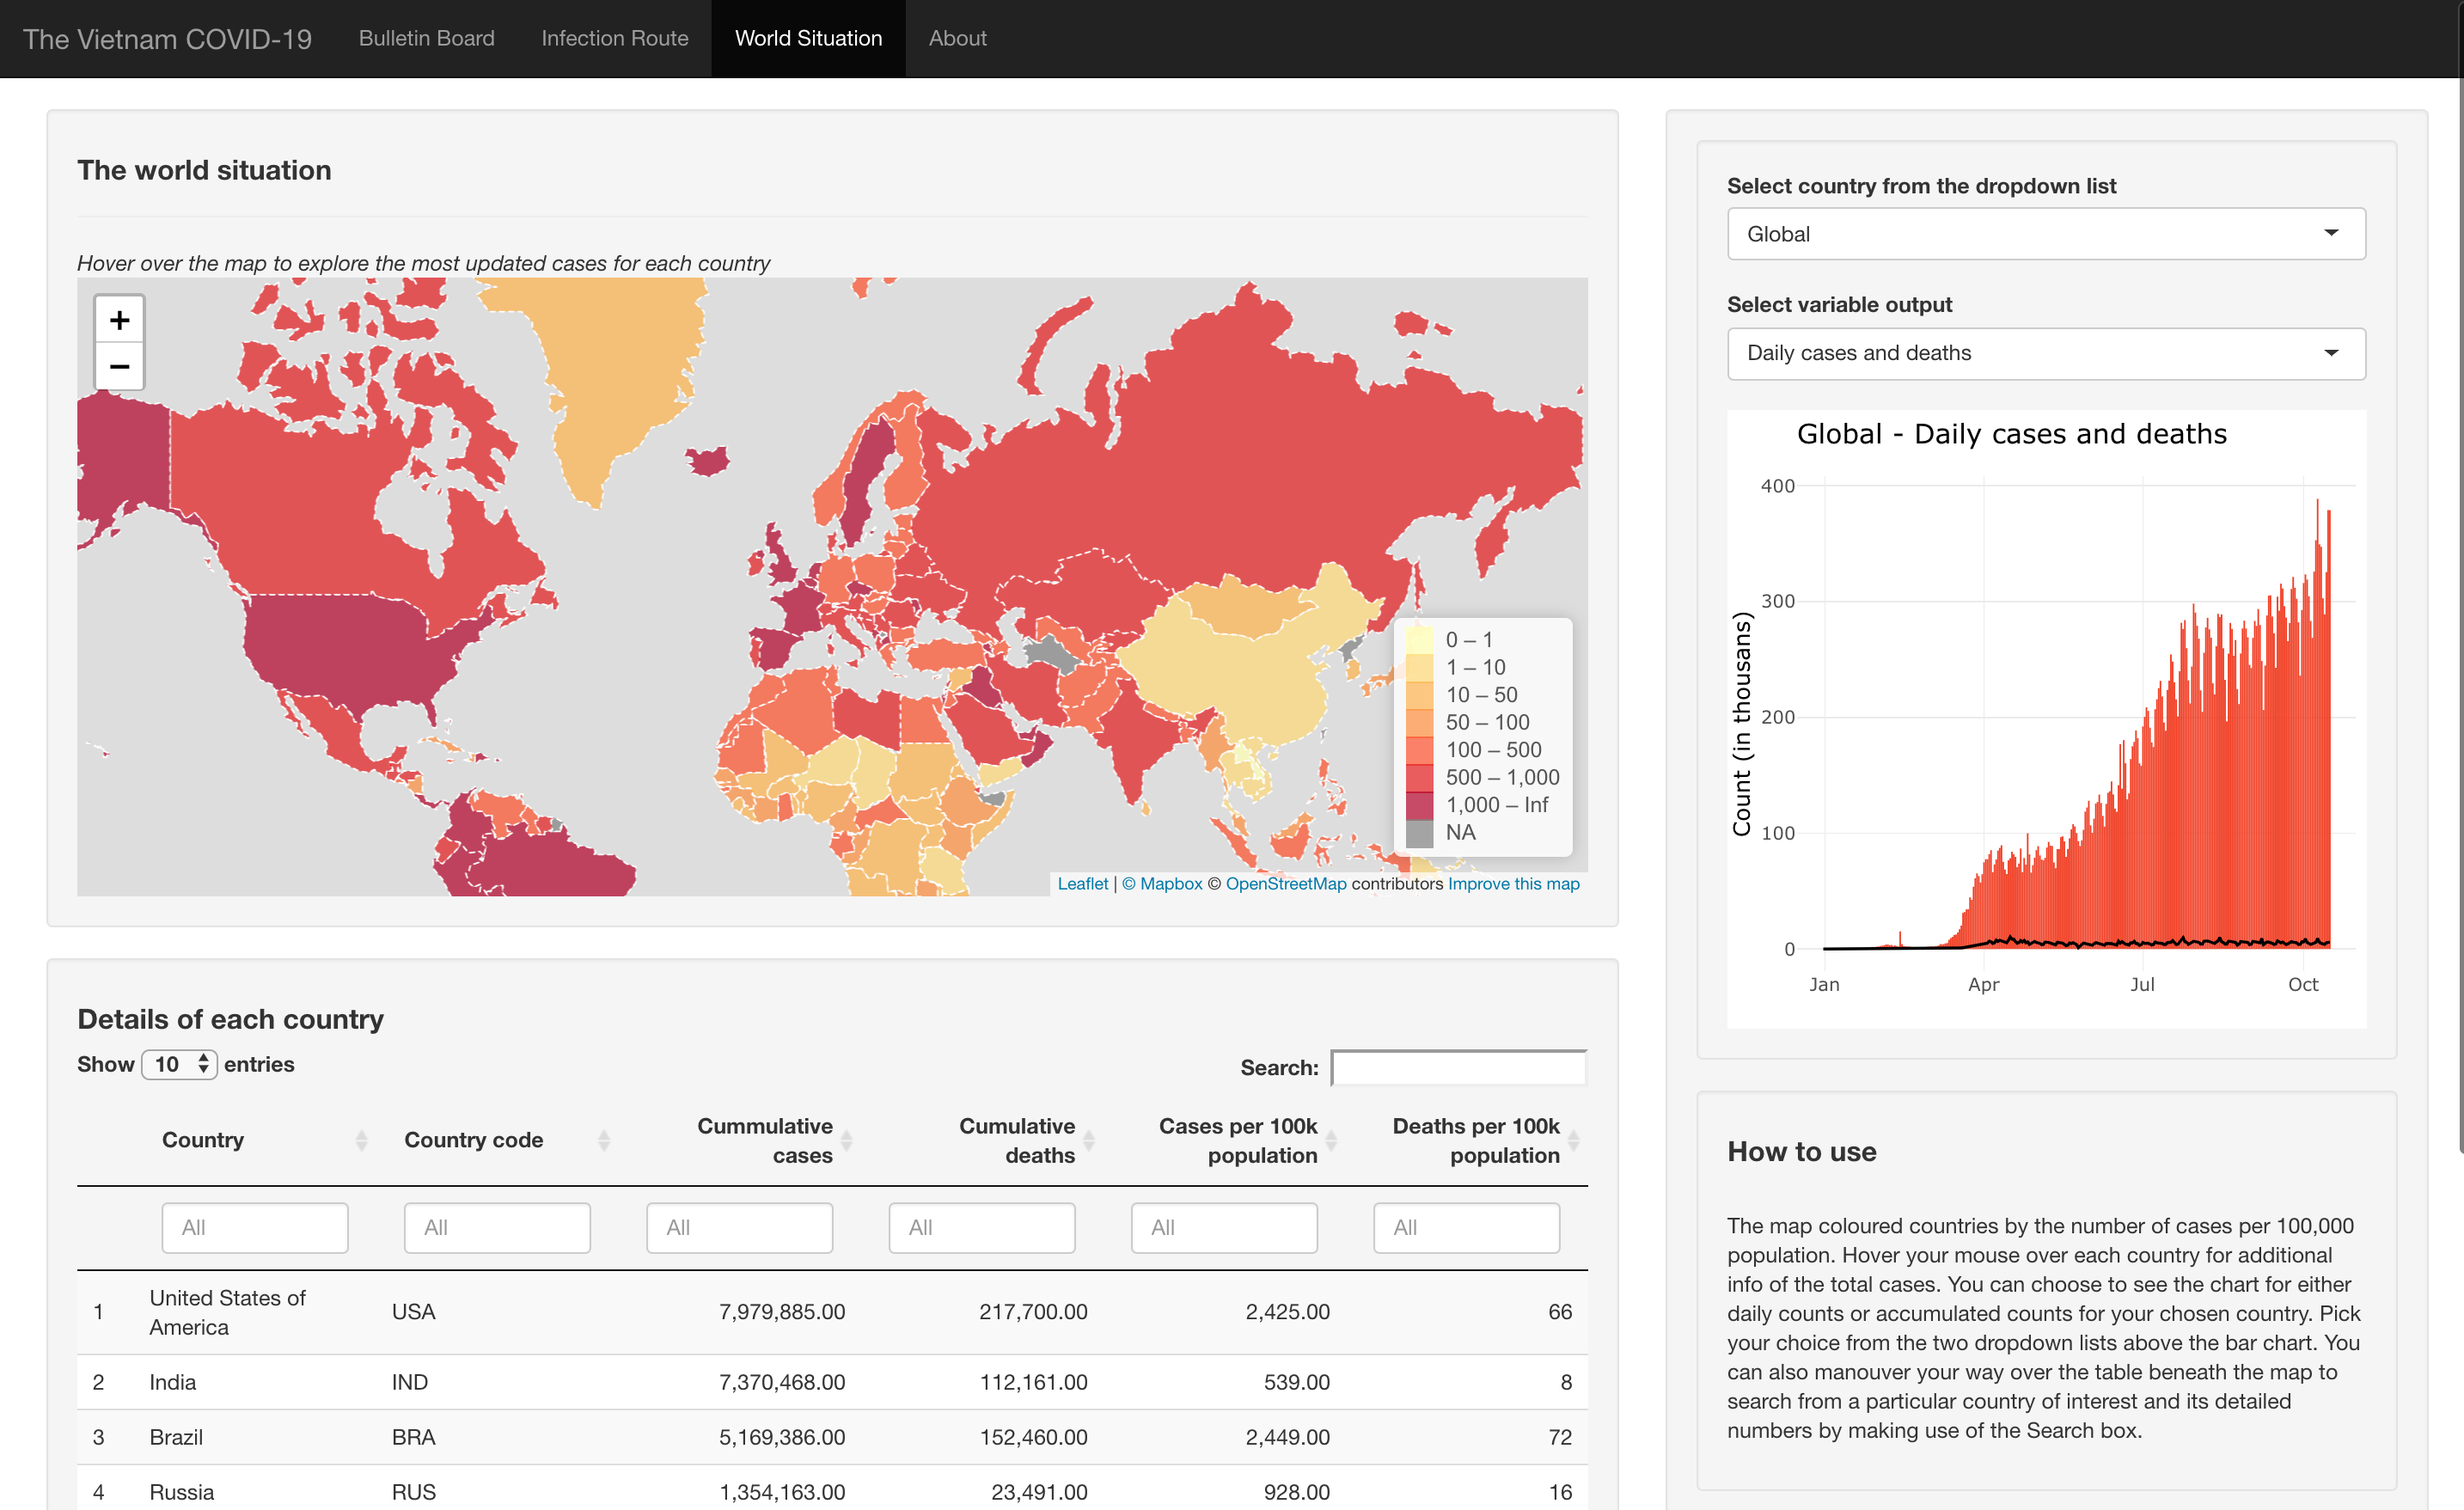 The Vietnam COVID-19 Bulletin Board Infection Route World Situation About
The world situation
Hover over the map to explore the most updated cases for each country
+
−
0 – 1
1 – 10
10 – 50
50 – 100
100 – 500
500 – 1,000
1,000 – Inf
NA
Leaflet | © Mapbox © OpenStreetMap contributors Improve this map
Details of each country
Show 10 entries
Search:
Country Country code Cummulative cases Cumulative deaths Cases per 100k population Deaths per 100k population
All All All All All All
1 United States of America USA 7,979,885.00 217,700.00 2,425.00 66
2 India IND 7,370,468.00 112,161.00 539.00 8
3 Brazil BRA 5,169,386.00 152,460.00 2,449.00 72
4 Russia RUS 1,354,163.00 23,491.00 928.00 16
Select country from the dropdown list
Global
Select variable output
Daily cases and deaths
Global - Daily cases and deaths
Count (in thousans)
400
300
200
100
0
Jan Apr Jul Oct
How to use
The map coloured countries by the number of cases per 100,000
population. Hover your mouse over each country for additional
info of the total cases. You can choose to see the chart for either
daily counts or accumulated counts for your chosen country. Pick
your choice from the two dropdown lists above the bar chart. You
can also manouver your way over the table beneath the map to
search from a particular country of interest and its detailed
numbers by making use of the Search box.